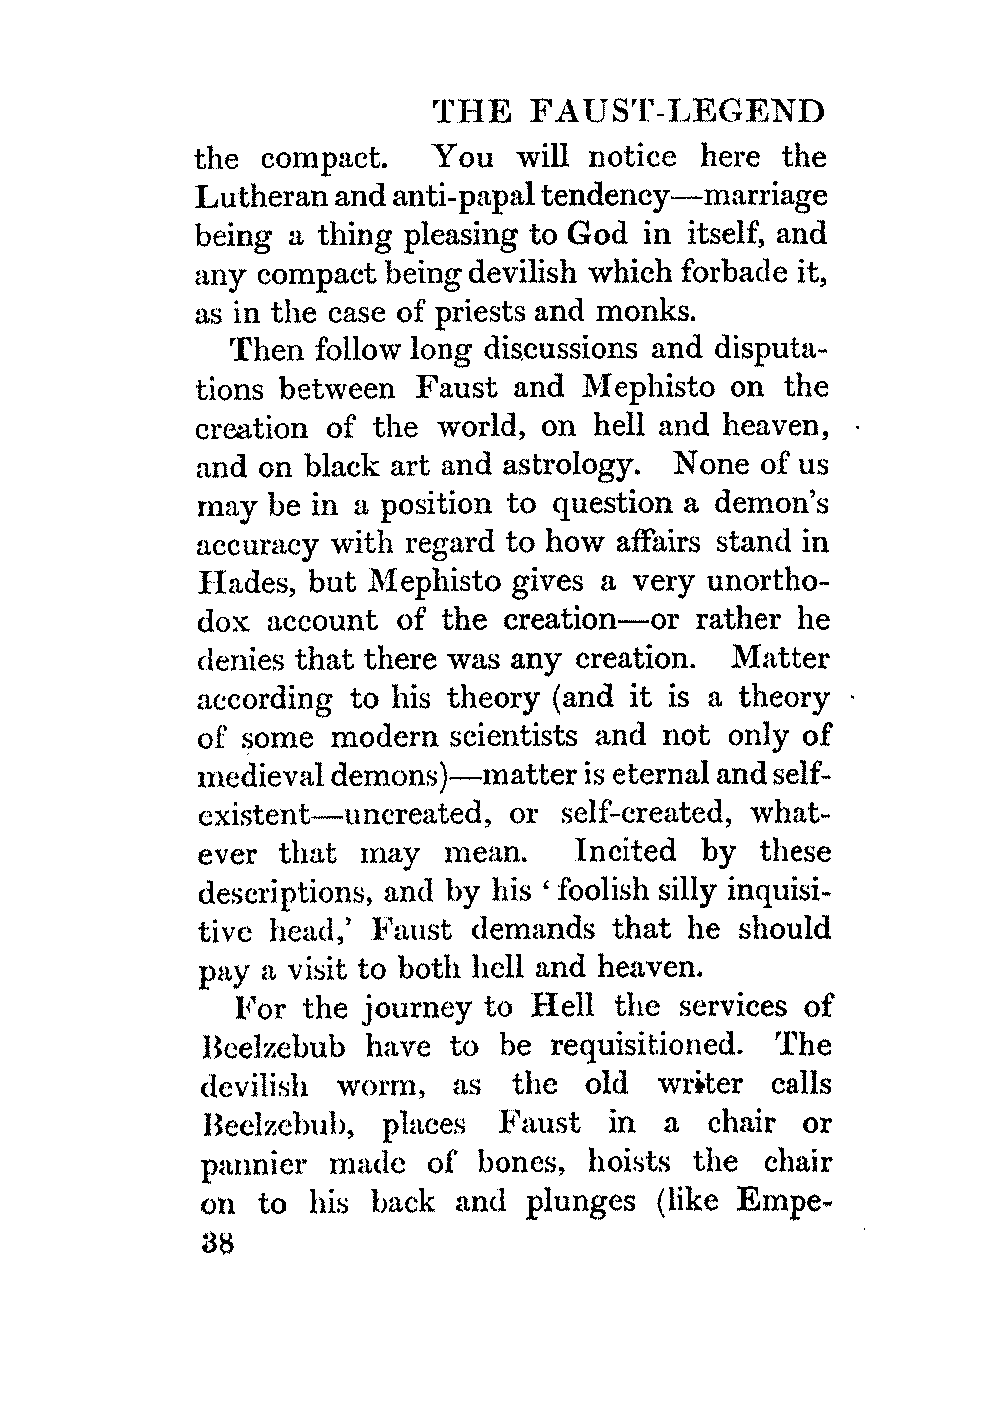 THE FAUST-LEGEND
the compact. You will notice here the
Lutheran and anti-papal tendency—marriage
being a thing pleasing to God in itself, and
any compact being devilish which forbade it,
as in the case of priests and monks.
Then follow long discussions and disputa-
tions between Faust and Mephisto on the
creation of the world, on hell and heaven,
and on black art and astrology. None of us
may be in a position to question a demon's
accuracy with regard to how affairs stand in
Hades, but Mephisto gives a very unortho-
dox account of the creation—or rather he
denies that there was any creation. Matter
according to his theory (and it is a theory
of some modern scientists and not only of
medieval demons)—matter is eternal and self-
existent—uncreated, or self-created, what-
ever that may mean. Incited by these
descriptions, and by his ‘ foolish silly inquisi-
tive head,’ Faust demands that he should
pay a visit to both hell and heaven.
For the journey to Hell the services of
Beelzebub have to be requisitioned. The
devilish worm, as the old writer calls
Beelzebub, places Faust in a chair or
pannier made of bones, hoists the chair
on to his back and plunges (like Empe-
38